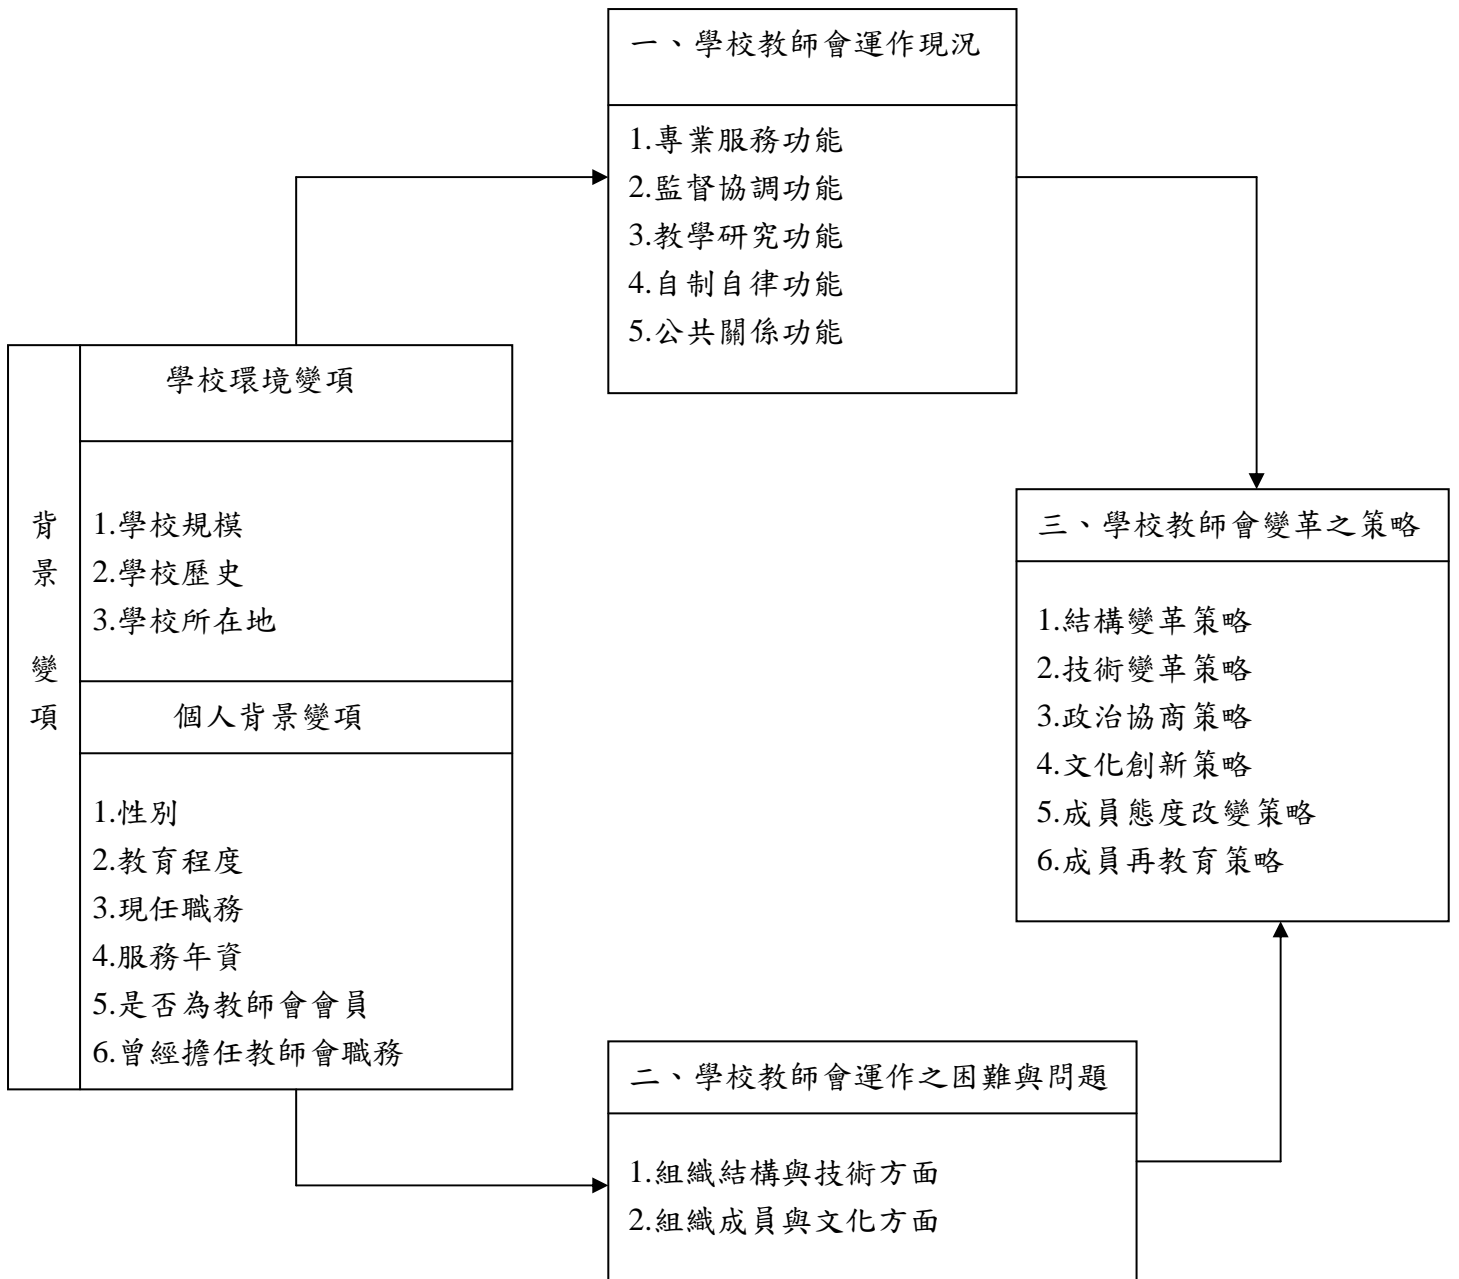 一、學校教師會運作現況
1.專業服務功能
2.監督協調功能
3.教學研究功能
4.自制自律功能
5.公共關係功能
背景變項
學校環境變項
1.學校規模
2.學校歷史
3.學校所在地
個人背景變項
1.性別
2.教育程度
3.現任職務
4.服務年資
5.是否為教師會會員
6.曾經擔任教師會職務
三、學校教師會變革之策略
1.結構變革策略
2.技術變革策略
3.政治協商策略
4.文化創新策略
5.成員態度改變策略
6.成員再教育策略
二、學校教師會運作之困難與問題
1.組織結構與技術方面
2.組織成員與文化方面